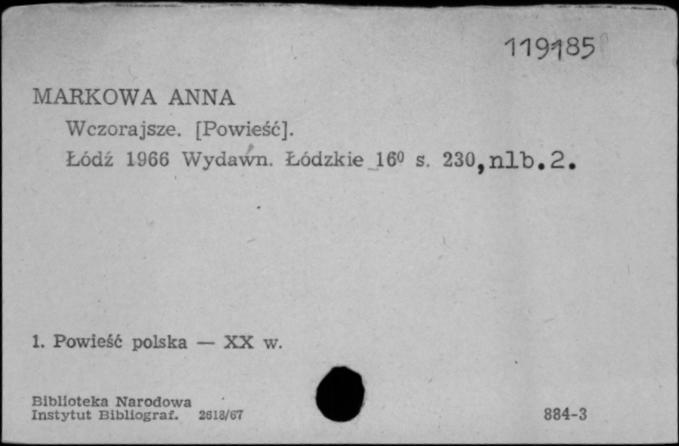 119185
MARKOWA ANNA
Wczorajsze. [Powieść].
Łódź 1966 Wydawn. Łódzkie 16⁰ s. 230, nlb. 2.
1. Powieść polska — XX w.
Biblioteka Narodowa
Instytut Bibliograf. 2618/67
884-3